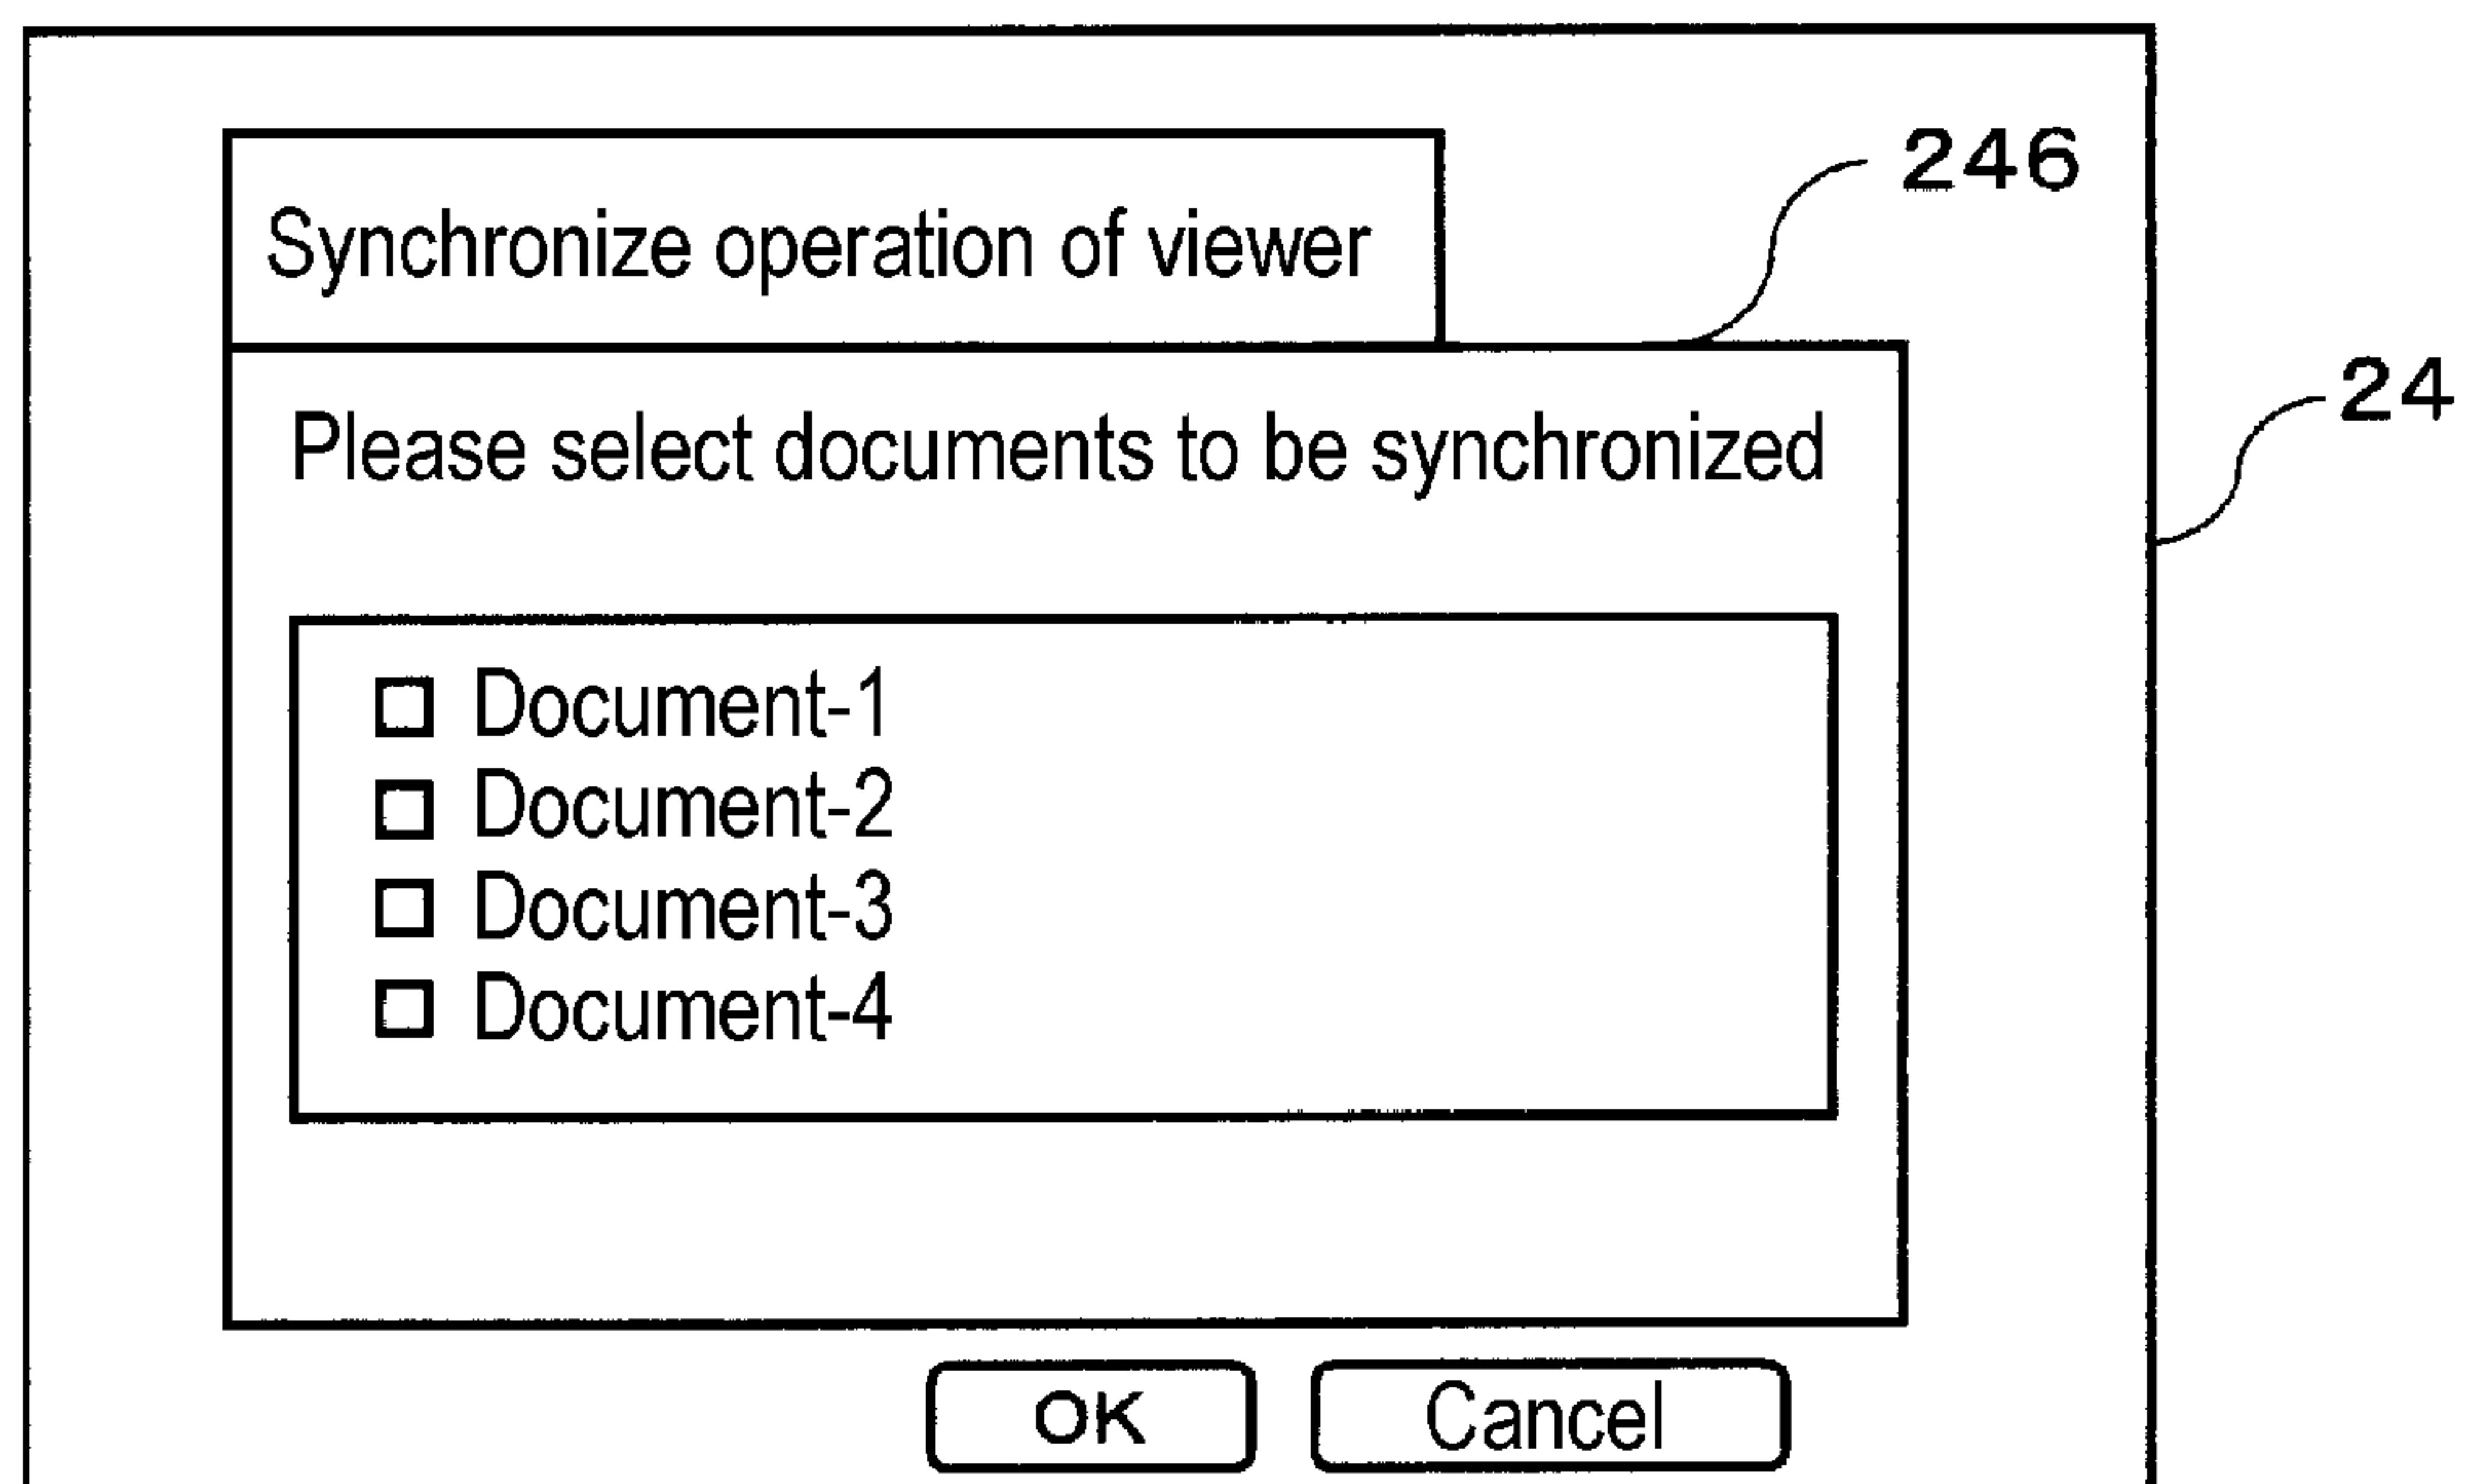 246
Synchronize operation of viewer
24
Please select documents to be synchronized
Document-1
Document-2
Document-3
Document-4
OK
Cancel